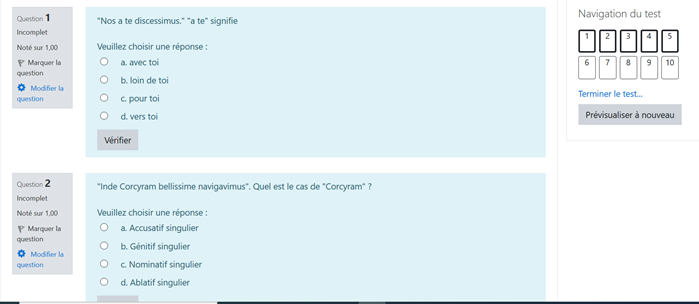 Question 1
Incomplet
Noté sur 1,00
Marquer la
question
Modifier la
question
"Nos a te discessimus." "a te" signifie
Veuillez choisir une réponse :
a. avec toi
b. loin de toi
c. pour toi
d. vers toi
Vérifier
Question 2
Incomplet
Noté sur 1,00
Marquer la
question
Modifier la
question
"Inde Corcyram bellissime navigavimus". Quel est le cas de "Corcyram" ?
Veuillez choisir une réponse :
a. Accusatif singulier
b. Génitif singulier
c. Nominatif singulier
d. Ablatif singulier
Navigation du test
1 2 3 4 5
6 7 8 9 10
Terminer le test...
Prévisualiser à nouveau